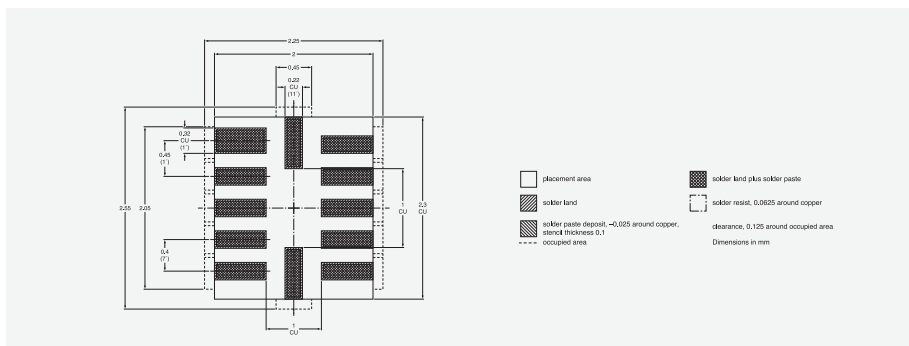 2.25
2
0.45
0.22
CU
(11´)
0.32
CU
(1´)
0.45
(1´)
2.55
2.05
1
CU
2.3
CU
0.4
(7´)
1
CU
placement area
solder land plus solder paste
solder land
solder resist, 0.0625 around copper
solder paste deposit, –0.025 around copper,
stencil thickness 0.1
clearance, 0.125 around occupied area
occupied area
Dimensions in mm